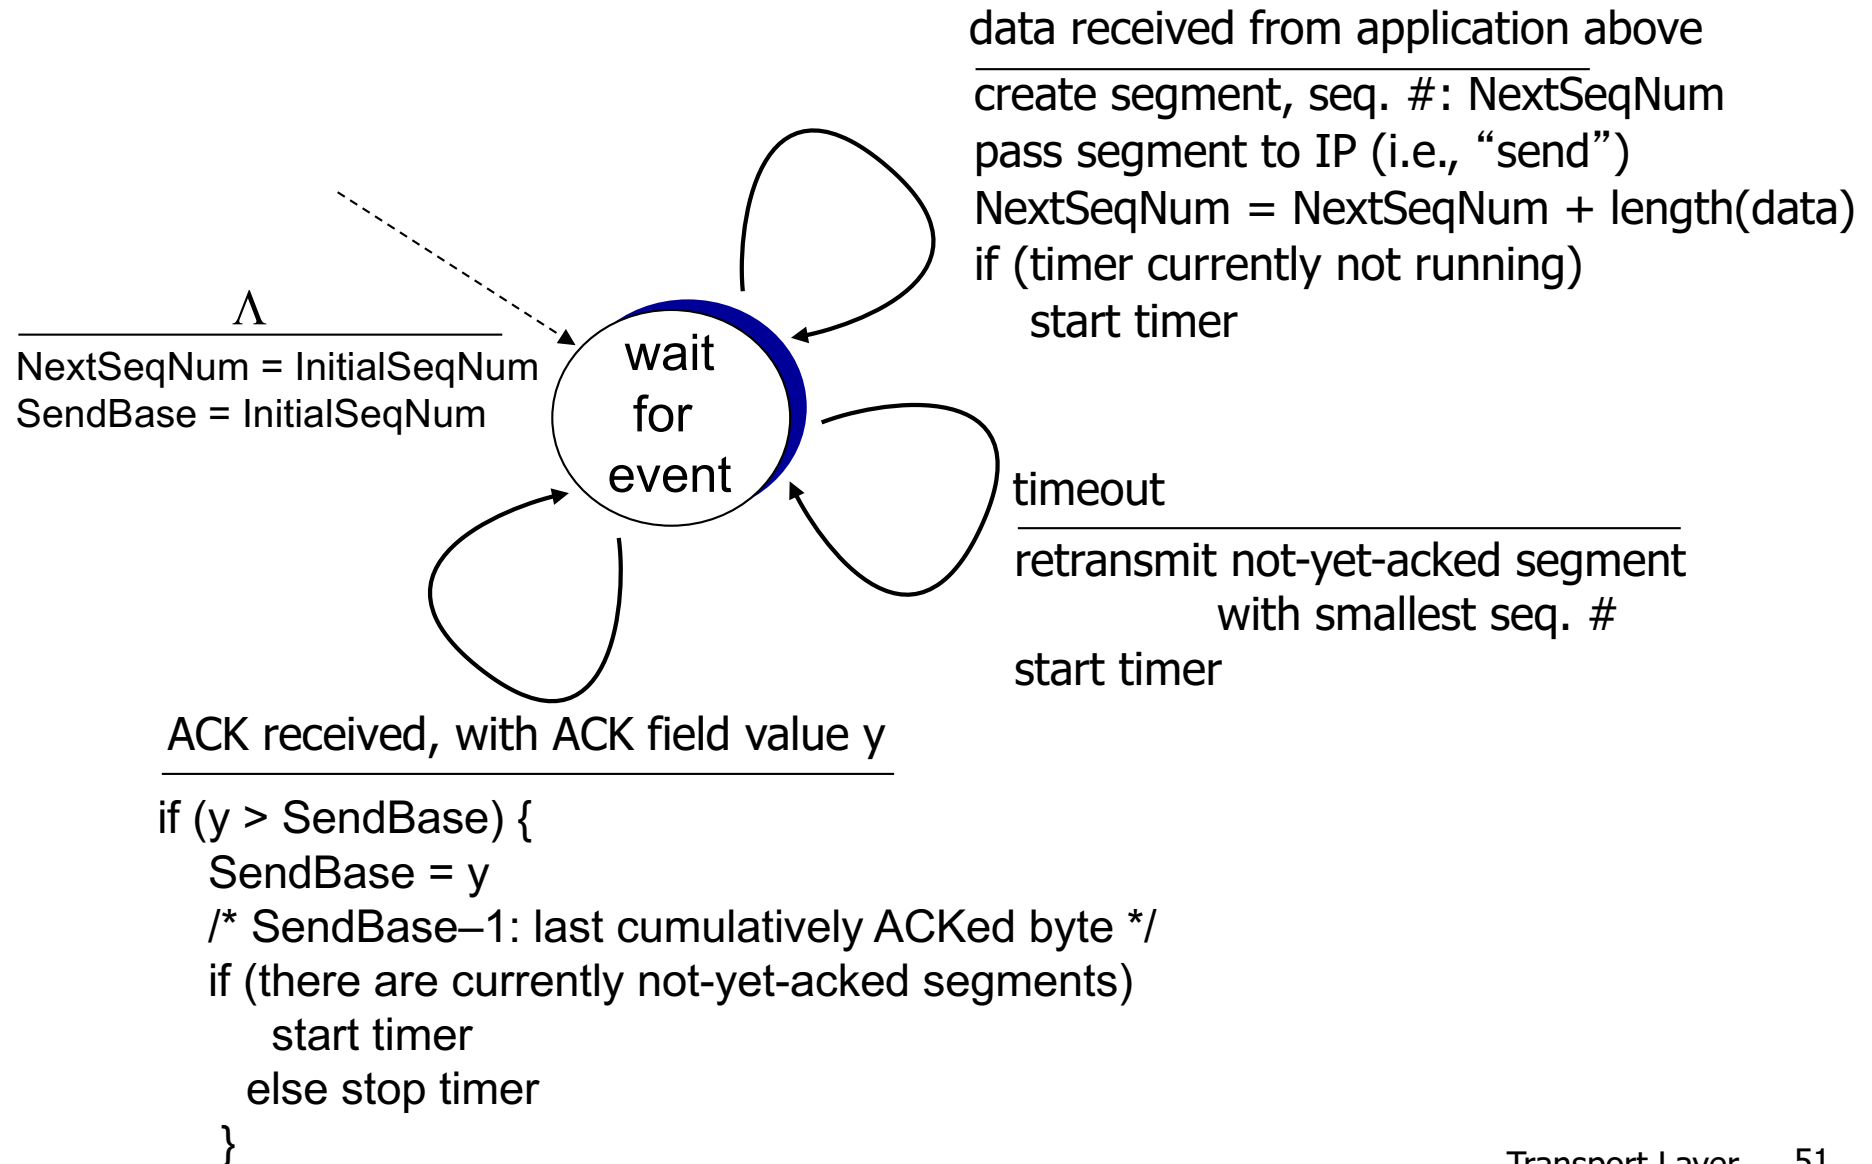 data received from application above
create segment, seq. #: NextSeqNum
pass segment to IP (i.e., “send”)
NextSeqNum = NextSeqNum + length(data)
if (timer currently not running)
start timer
Λ
NextSeqNum = InitialSeqNum
SendBase = InitialSeqNum
wait
for
event
timeout
retransmit not-yet-acked segment
with smallest seq. #
start timer
ACK received, with ACK field value y
if (y > SendBase) {
SendBase = y
/* SendBase–1: last cumulatively ACKed byte */
if (there are currently not-yet-acked segments)
start timer
else stop timer
}
Transport Layer 51